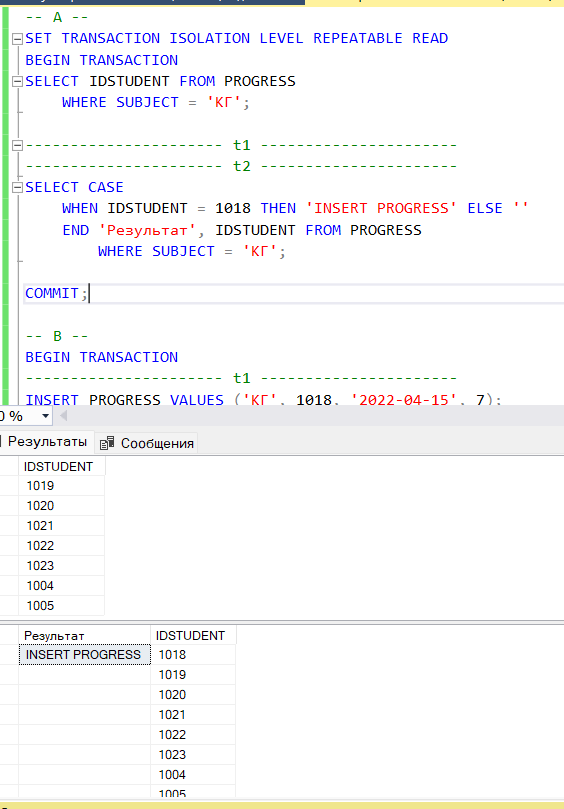 -- A --
SET TRANSACTION ISOLATION LEVEL REPEATABLE READ
BEGIN TRANSACTION
SELECT IDSTUDENT FROM PROGRESS
WHERE SUBJECT = 'КГ';
---------------------- t1 ----------------------
---------------------- t2 ----------------------
SELECT CASE
WHEN IDSTUDENT = 1018 THEN 'INSERT PROGRESS' ELSE ''
END 'Результат', IDSTUDENT FROM PROGRESS
WHERE SUBJECT = 'КГ';
COMMIT;
-- B --
BEGIN TRANSACTION
---------------------- t1 ----------------------
INSERT PROGRESS VALUES ('КГ', 1018, '2022-04-15', 7);
0 %
Результаты Сообщения
IDSTUDENT
1019
1020
1021
1022
1023
1004
1005
Результат IDSTUDENT
INSERT PROGRESS 1018
1019
1020
1021
1022
1023
1004
1005